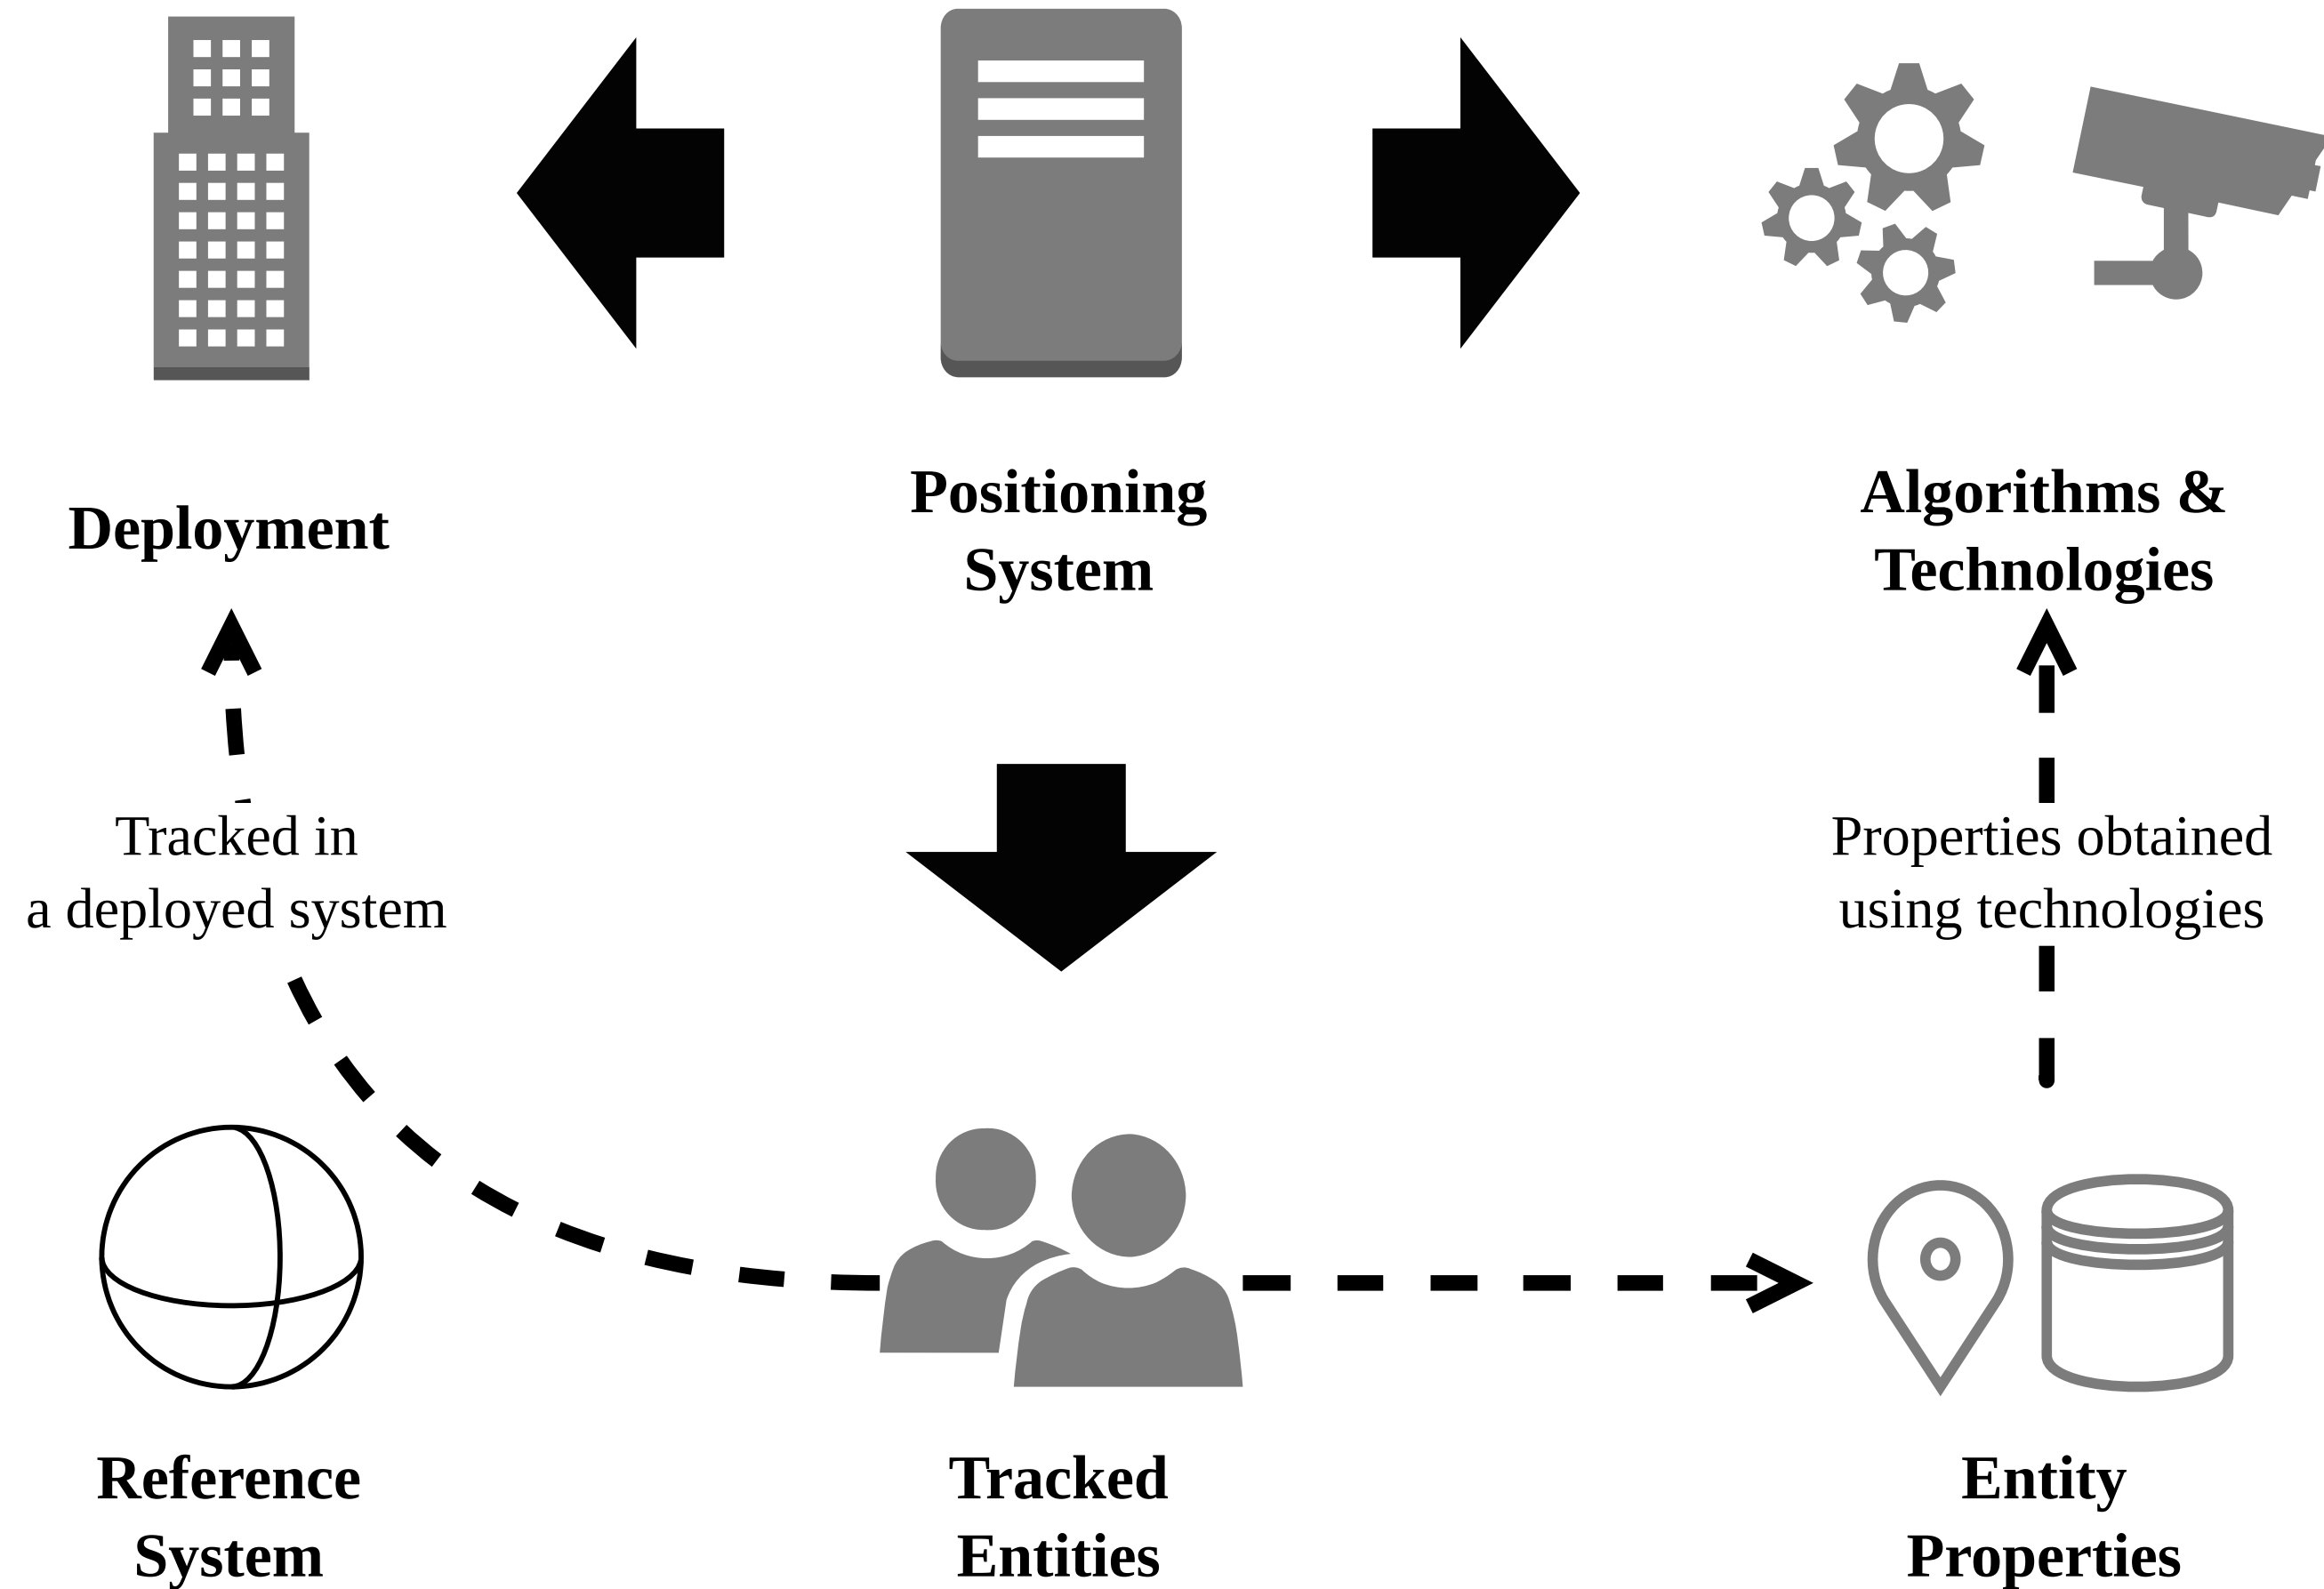 Deployment
Positioning
System
Algorithms &
Technologies
Tracked in
a deployed system
Properties obtained
using technologies
Reference
System
Tracked
Entities
Entity
Properties